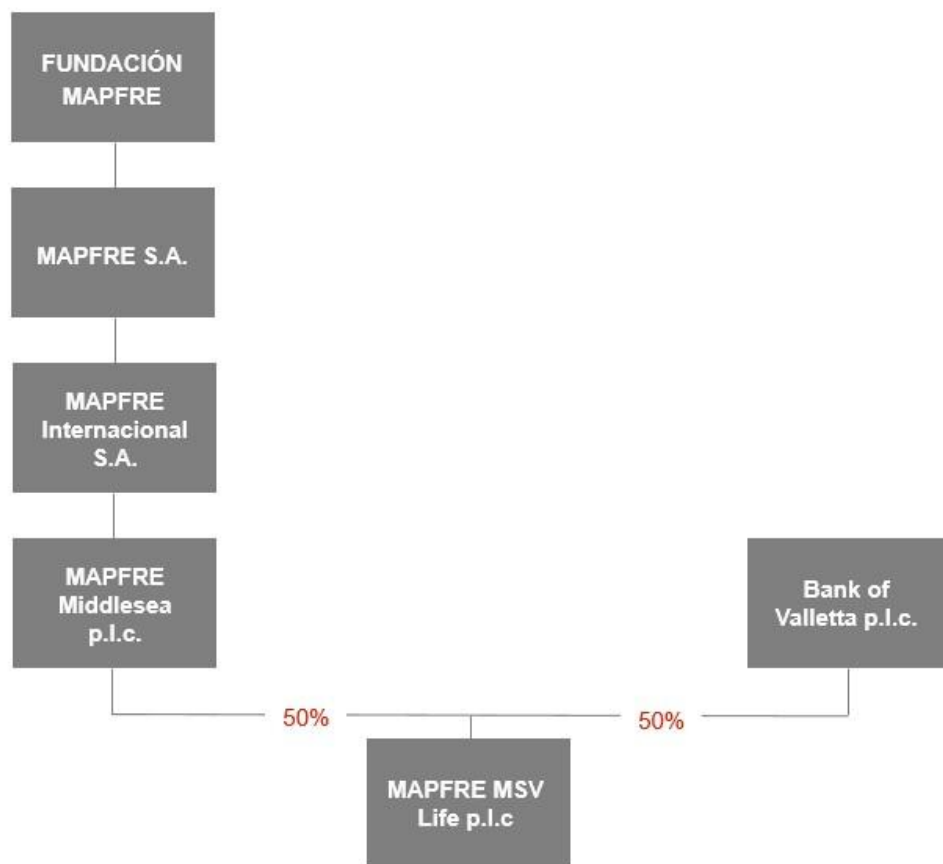 FUNDACIÓN
MAPFRE
MAPFRE S.A.
MAPFRE
Internacional
S.A.
MAPFRE
Middlesea
p.l.c.
Bank of
Valletta p.l.c.
50%
50%
MAPFRE MSV
Life p.l.c